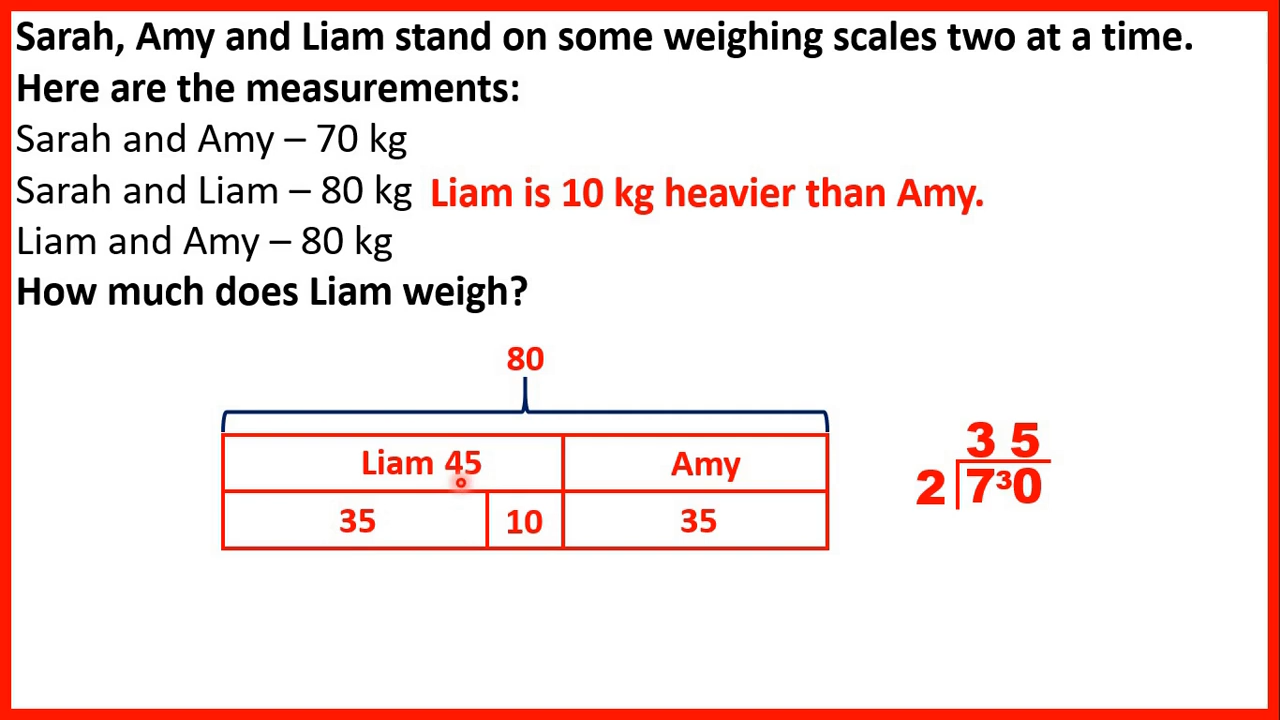 Sarah, Amy and Liam stand on some weighing scales two at a time.
Here are the measurements:
Sarah and Amy – 70 kg
Sarah and Liam – 80 kg Liam is 10 kg heavier than Amy.
Liam and Amy – 80 kg
How much does Liam weigh?
80
Liam 45 Amy
35 10 35
3 5
2 7³0